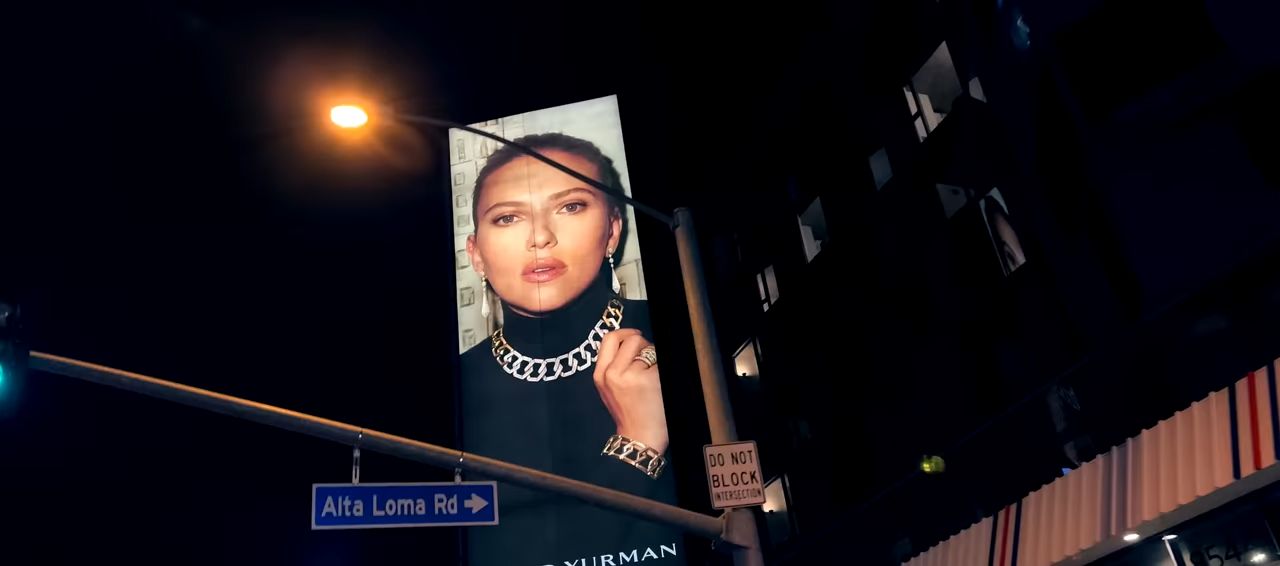 DO NOT
BLOCK
INTERSECTION
Alta Loma Rd →
YURMAN